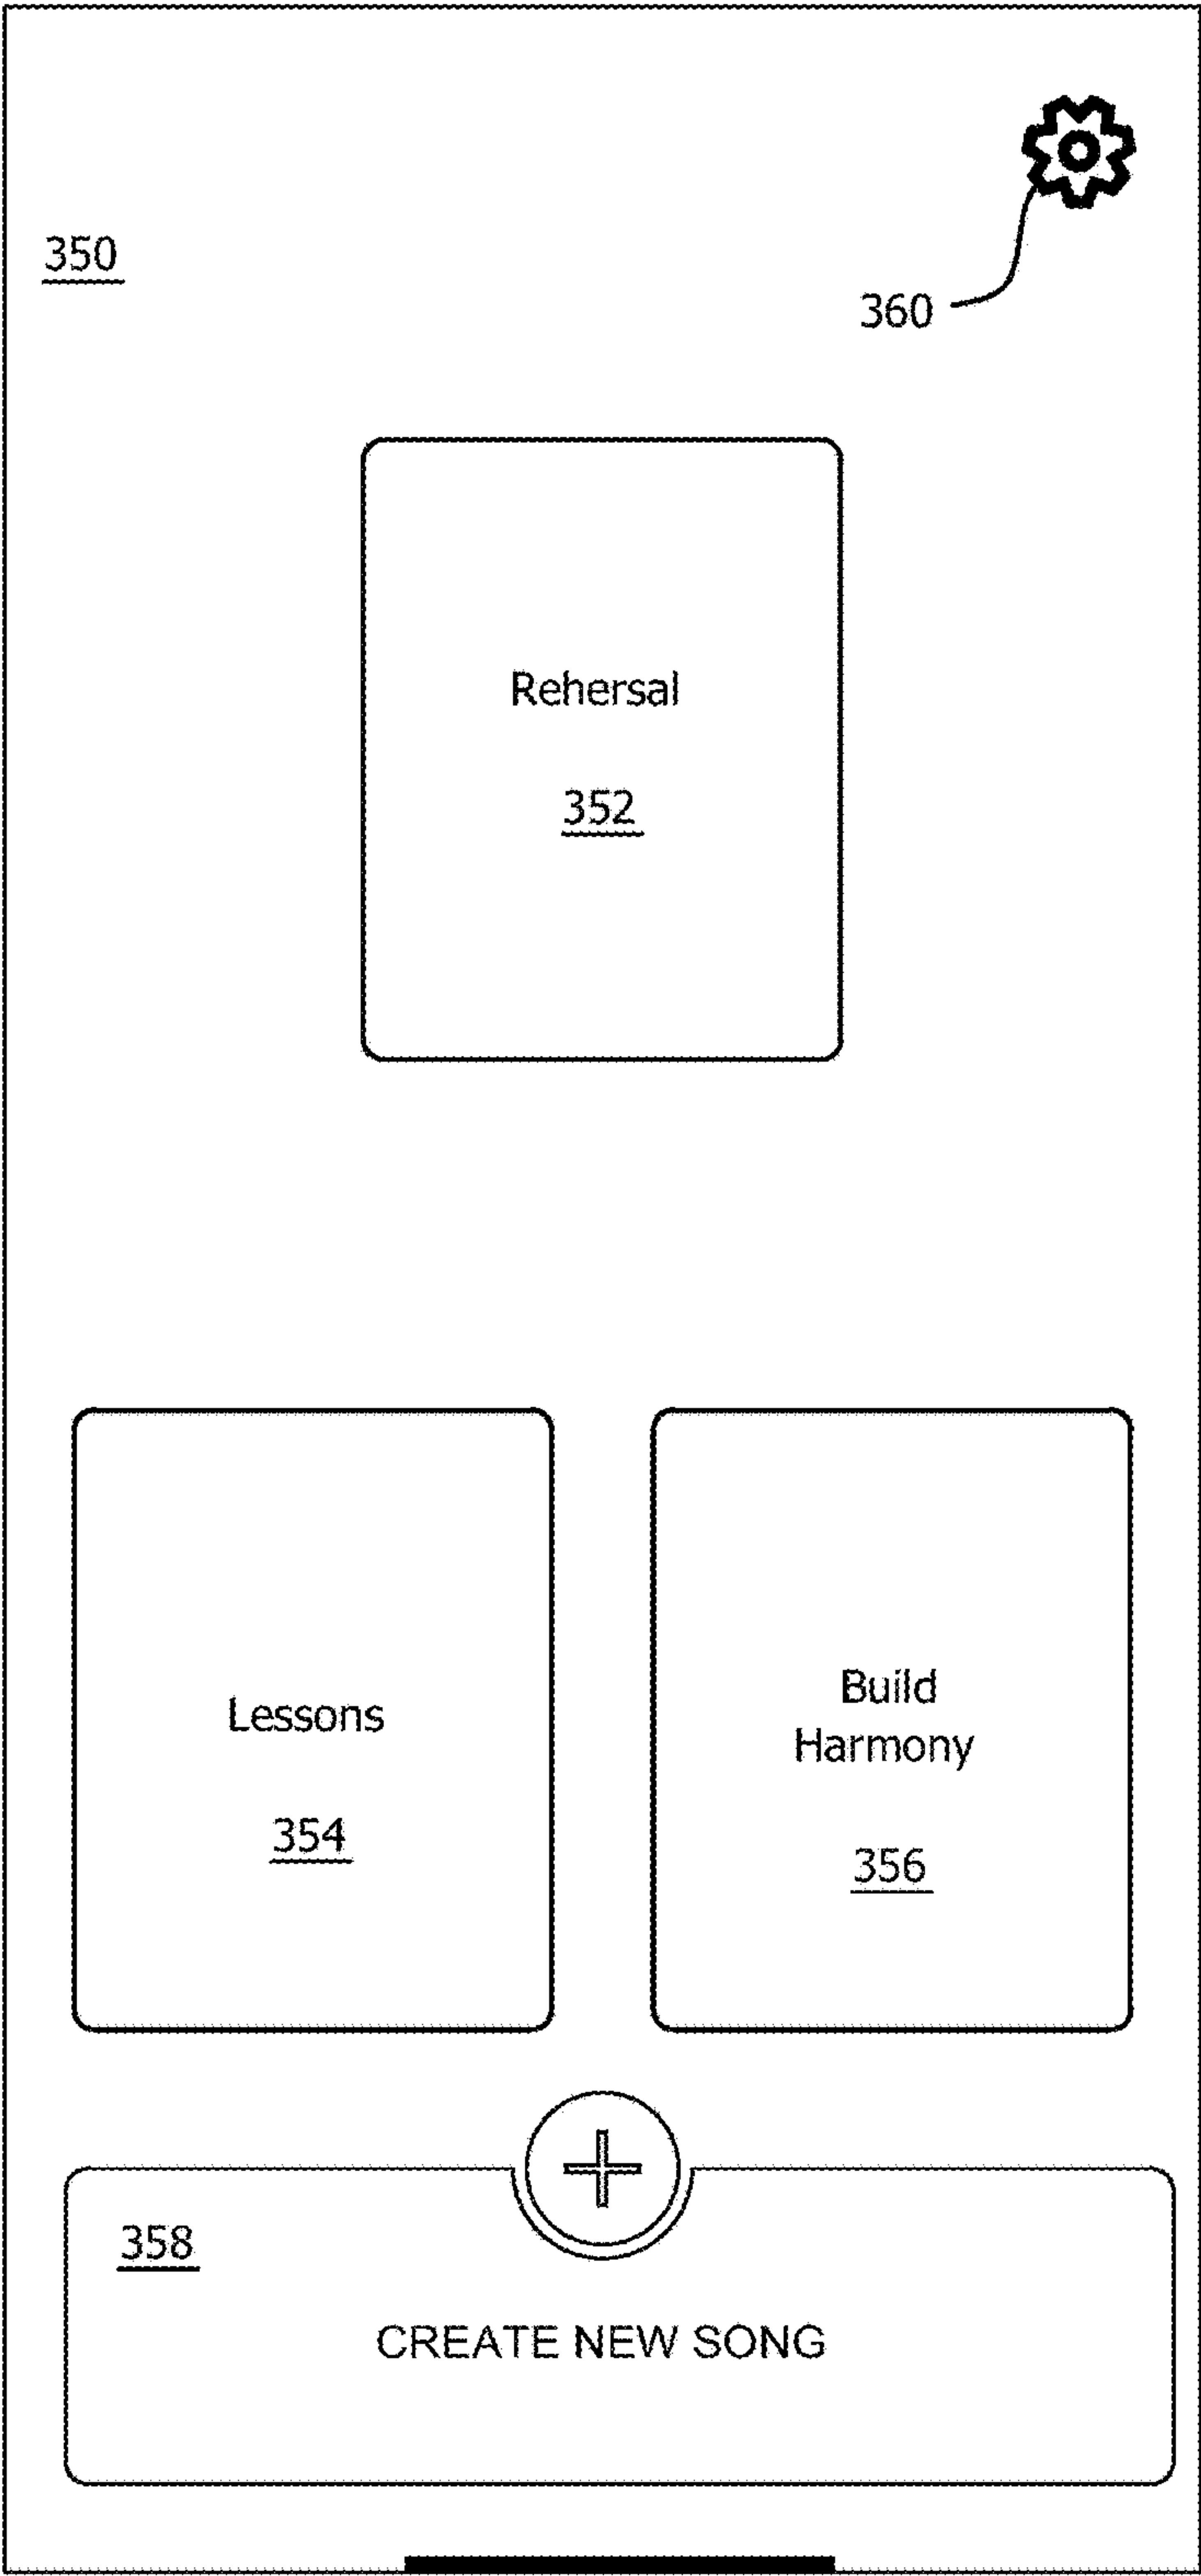 350
360
Rehersal
352
Lessons
354
Build
Harmony
356
358
CREATE NEW SONG